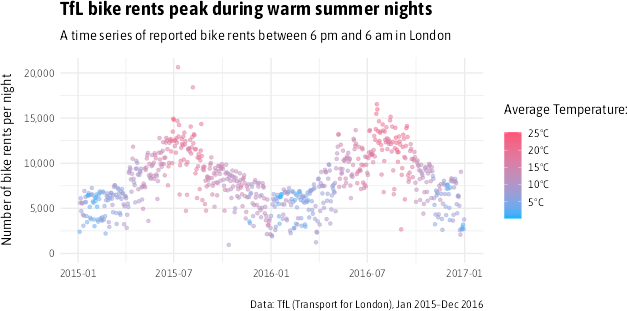 TfL bike rents peak during warm summer nights
A time series of reported bike rents between 6 pm and 6 am in London
Number of bike rents per night
20,000
15,000
10,000
5,000
0
2015-01
2015-07
2016-01
2016-07
2017-01
Average Temperature:
25°C
20°C
15°C
10°C
5°C
Data: TfL (Transport for London), Jan 2015–Dec 2016